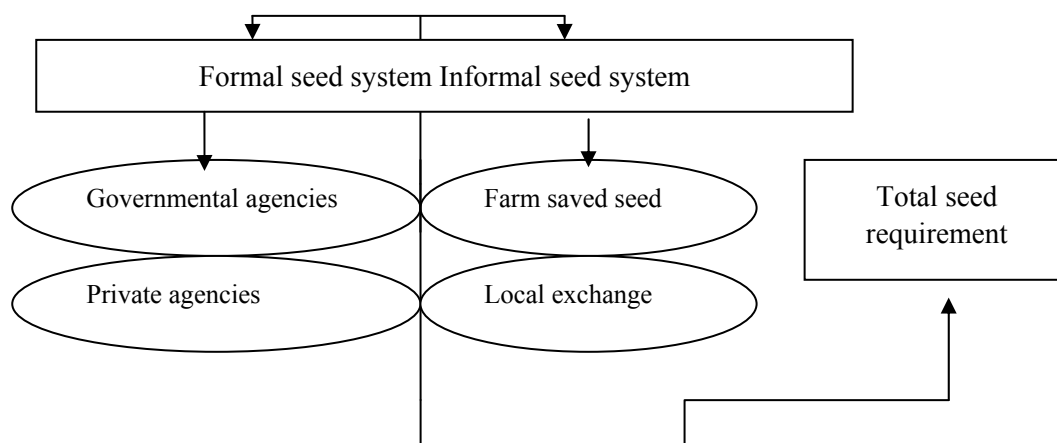 Formal seed system Informal seed system
Governmental agencies
Farm saved seed
Private agencies
Local exchange
Total seed
requirement